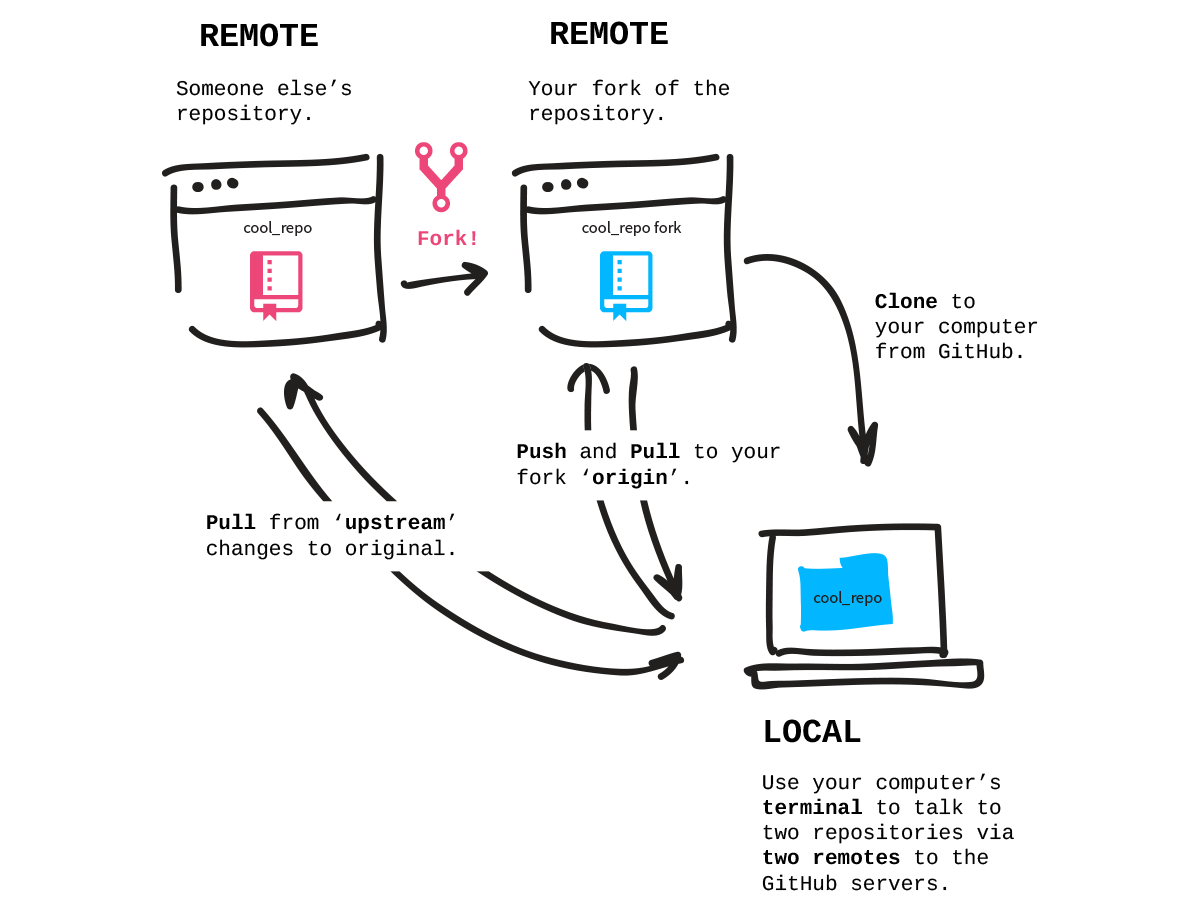 REMOTE
Someone else’s
repository.
REMOTE
Your fork of the
repository.
cool_repo
Fork!
cool_repo fork
Clone to
your computer
from GitHub.
Push and Pull to your
fork ‘origin’.
Pull from ‘upstream’
changes to original.
cool_repo
LOCAL
Use your computer’s
terminal to talk to
two repositories via
two remotes to the
GitHub servers.